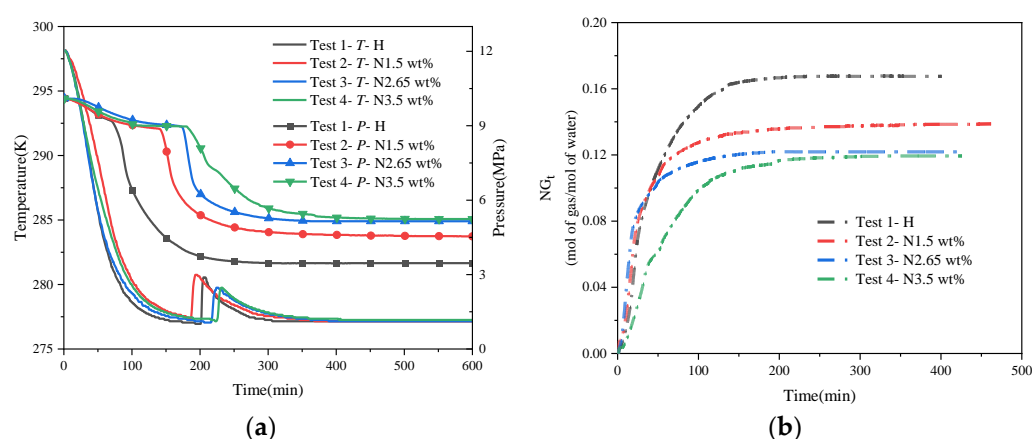 300
295
290
285
280
275
Temperature(K)
0
100
200
300
400
500
600
Time(min)
12
9
6
3
0
Pressure(MPa)
Test 1- T- H
Test 2- T- N1.5 wt%
Test 3- T- N2.65 wt%
Test 4- T- N3.5 wt%
Test 1- P- H
Test 2- P- N1.5 wt%
Test 3- P- N2.65 wt%
Test 4- P- N3.5 wt%
(a)
0.20
0.16
0.12
0.08
0.04
0.00
NGt
(mol of gas/mol of water)
0
100
200
300
400
500
Time(min)
Test 1- H
Test 2- N1.5 wt%
Test 3- N2.65 wt%
Test 4- N3.5 wt%
(b)